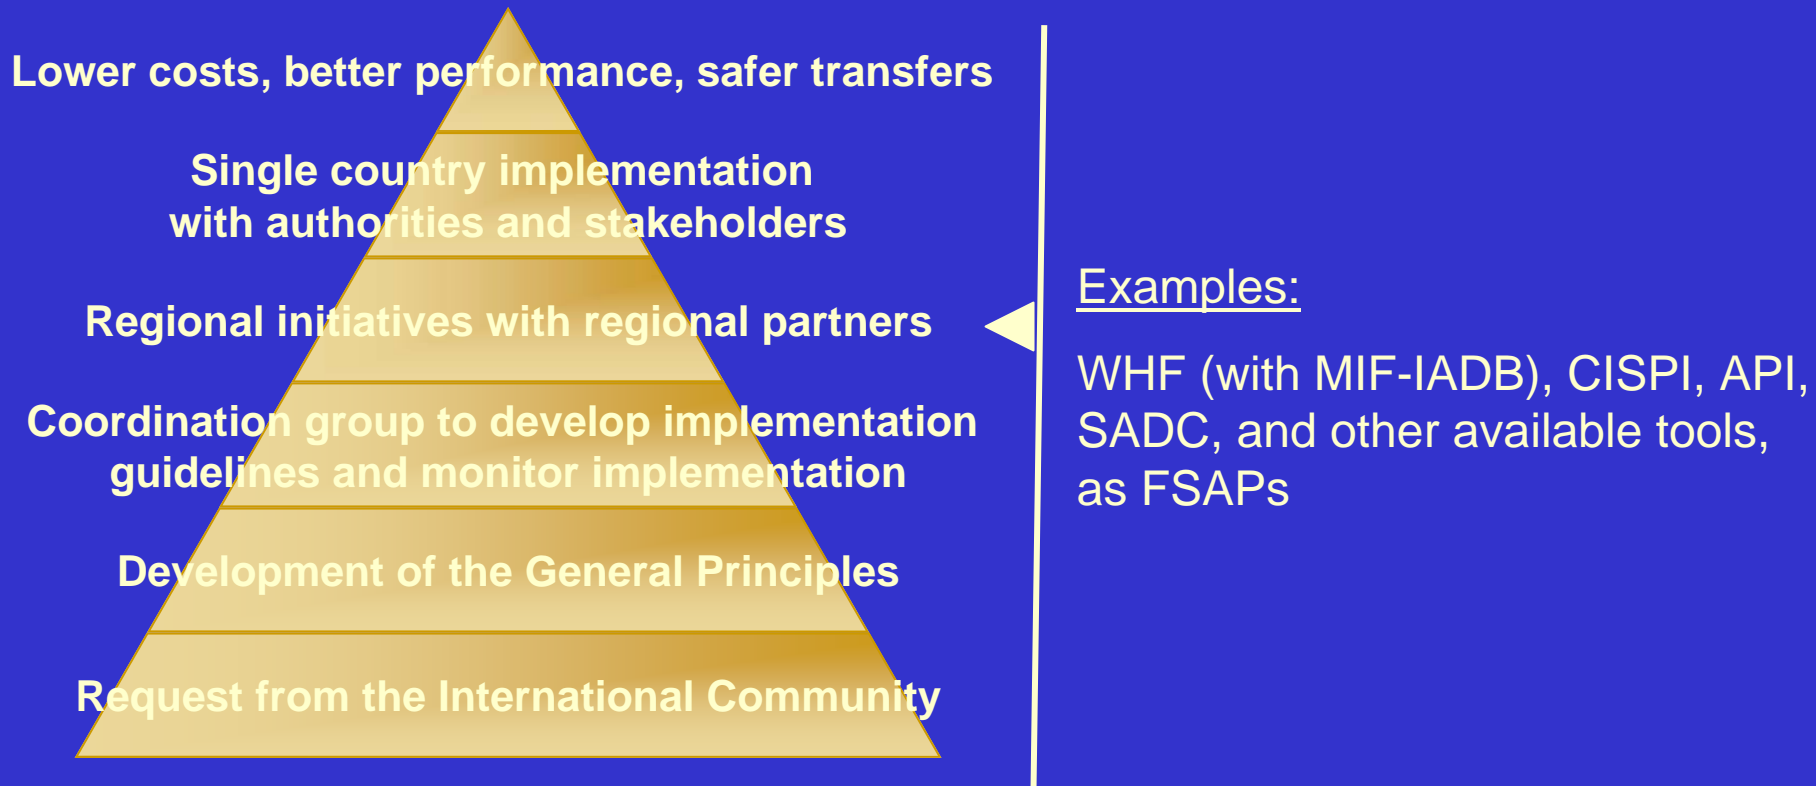 Lower costs, better performance, safer transfers
Single country implementation
with authorities and stakeholders
Regional initiatives with regional partners
Coordination group to develop implementation
guidelines and monitor implementation
Development of the General Principles
Request from the International Community
Examples:
WHF (with MIF-IADB), CISPI, API,
SADC, and other available tools,
as FSAPs